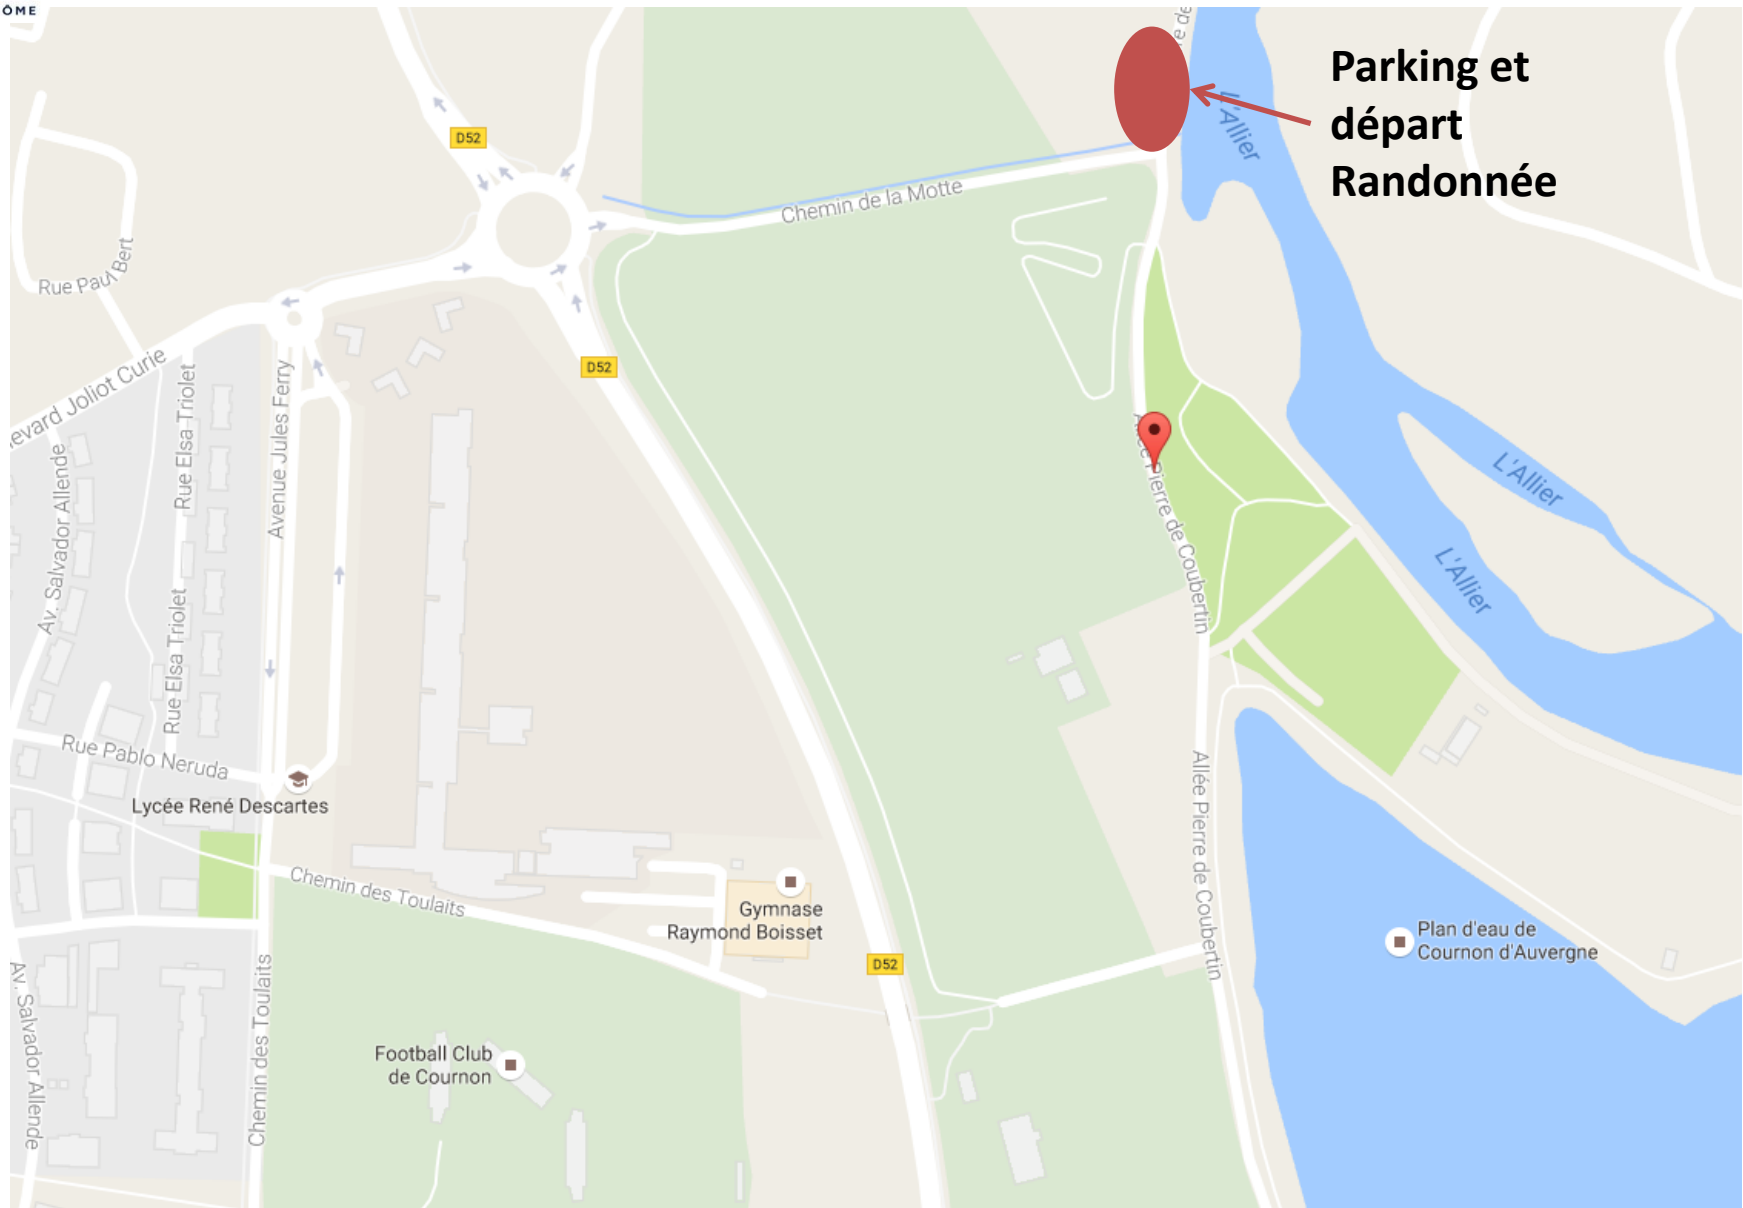 ÔME
Parking et
départ
Randonnée
L'Allier
D52
Chemin de la Motte
Rue Paul Bert
D52
Rue Elsa Triolet
Avenue Jules Ferry
Av. Salvador Allende
Allée Pierre de Coubertin
L'Allier
L'Allier
Rue Elsa Triolet
Rue Pablo Neruda
Lycée René Descartes
Allée Pierre de Coubertin
Chemin des Toulaits
Gymnase
Raymond Boisset
D52
Plan d'eau de
Cournon d'Auvergne
Av. Salvador Allende
Chemin des Toulaits
Football Club
de Cournon